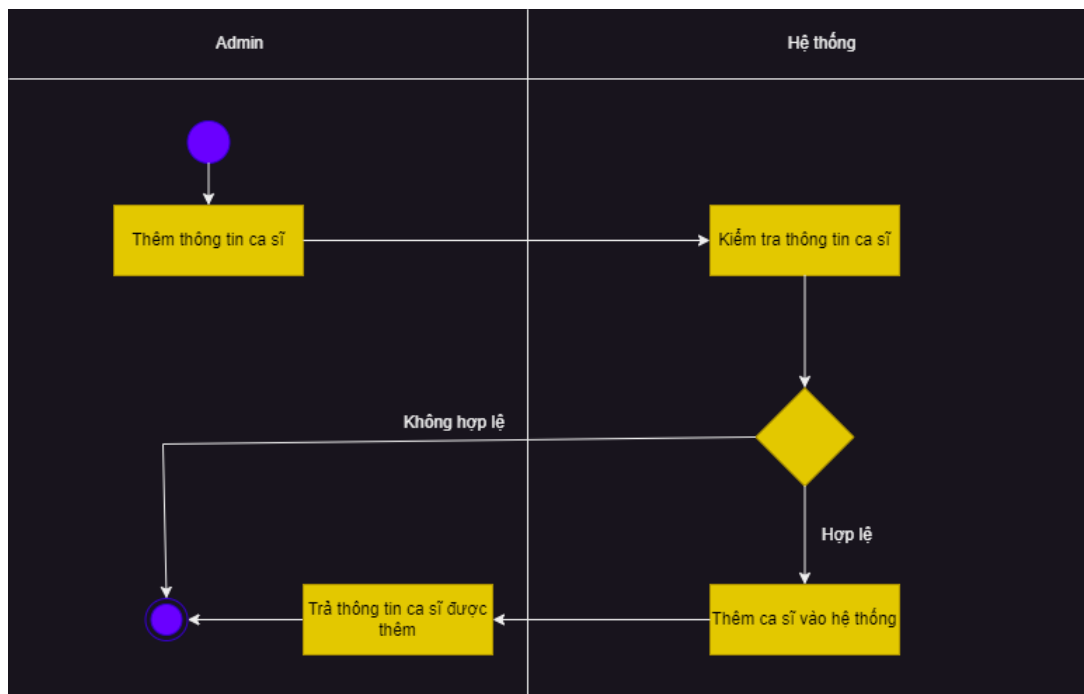 Admin
Hệ thống
Thêm thông tin ca sĩ
Kiểm tra thông tin ca sĩ
Không hợp lệ
Hợp lệ
Trả thông tin ca sĩ được
thêm
Thêm ca sĩ vào hệ thống